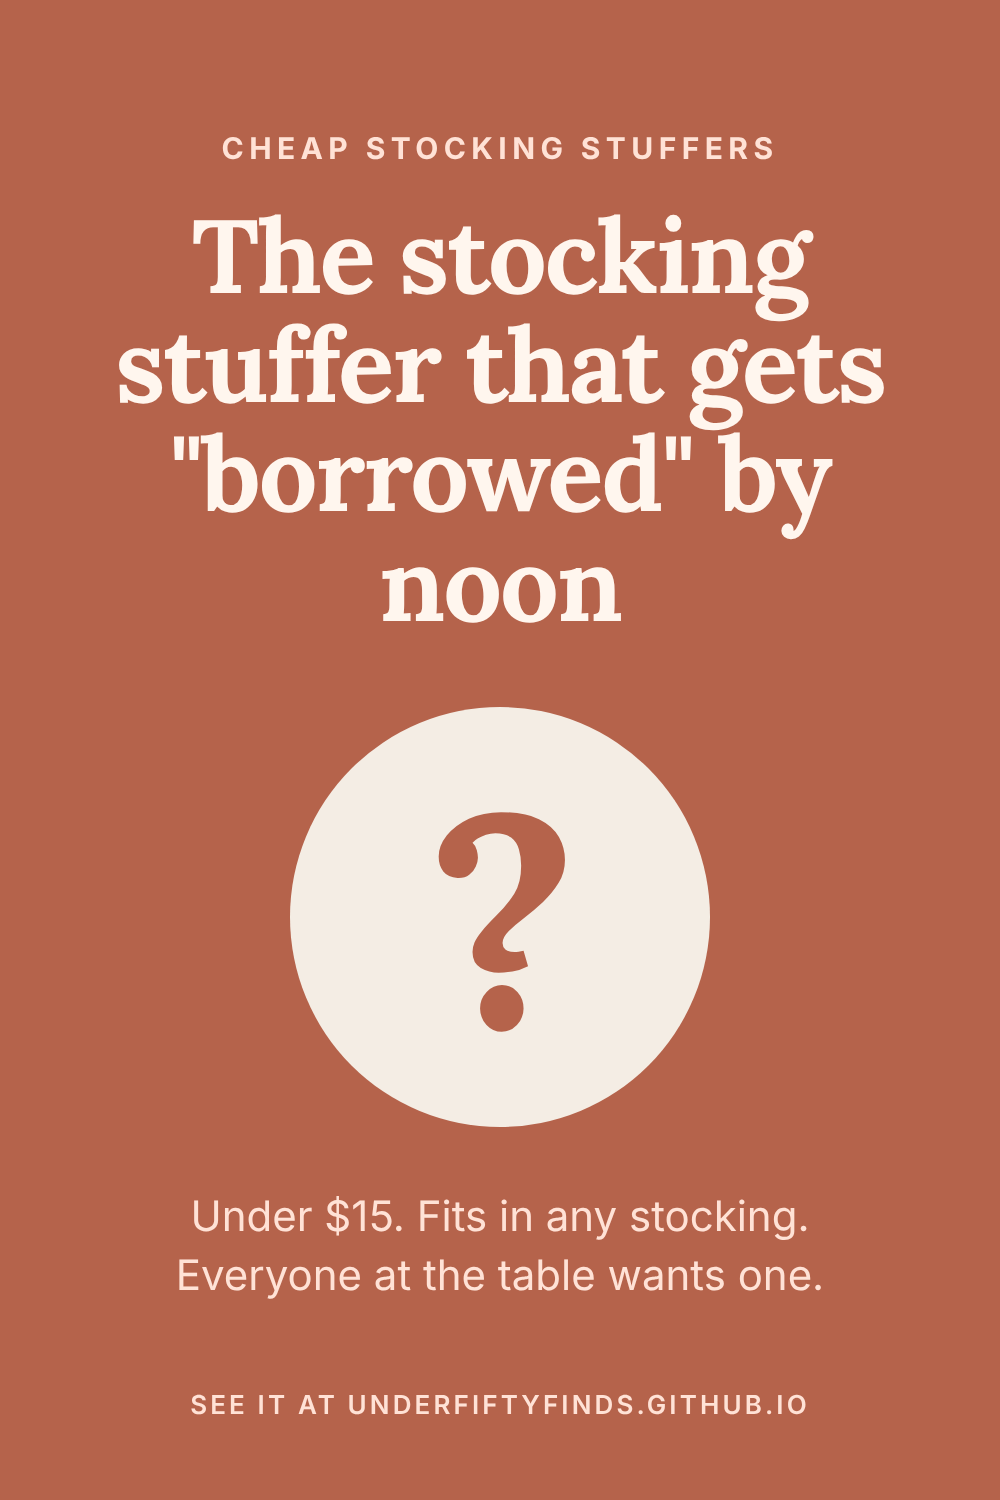 CHEAP STOCKING STUFFERS
The stocking
stuffer that gets
"borrowed" by
noon
?
Under $15. Fits in any stocking.
Everyone at the table wants one.
SEE IT AT UNDERFIFTYFINDS.GITHUB.IO